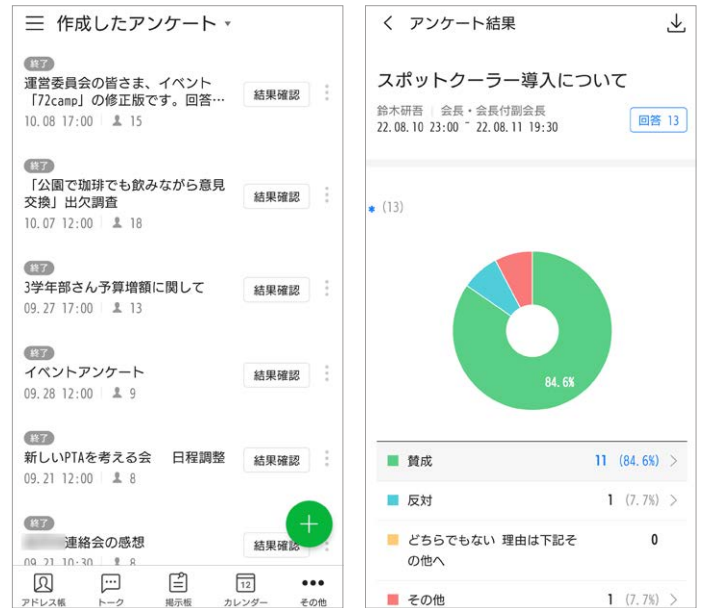 作成したアンケート
終了
運営委員会の皆さま、イベント
「72camp」の修正版です。回答…
10.08 17:00 15
結果確認
終了
「公園で珈琲でも飲みながら意見
交換」出欠調査
10.07 12:00 18
結果確認
終了
3学年部さん予算増額に関して
09.27 17:00 13
結果確認
終了
イベントアンケート
09.28 12:00 9
結果確認
終了
新しいPTAを考える会 日程調整
09.21 12:00 8
結果確認
終了
連絡会の感想
09.21 10:30 8
結果確認
アドレス帳
トーク
掲示板
12
カレンダー
その他
アンケート結果
スポットクーラー導入について
鈴木研吾 会長・会長付副会長
22.08.10 23:00 ~ 22.08.11 19:30
回答 13
* (13)
84.6%
賛成 11 (84.6%)
反対 1 (7.7%)
どちらでもない 理由は下記そ 0
の他へ
その他 1 (7.7%)